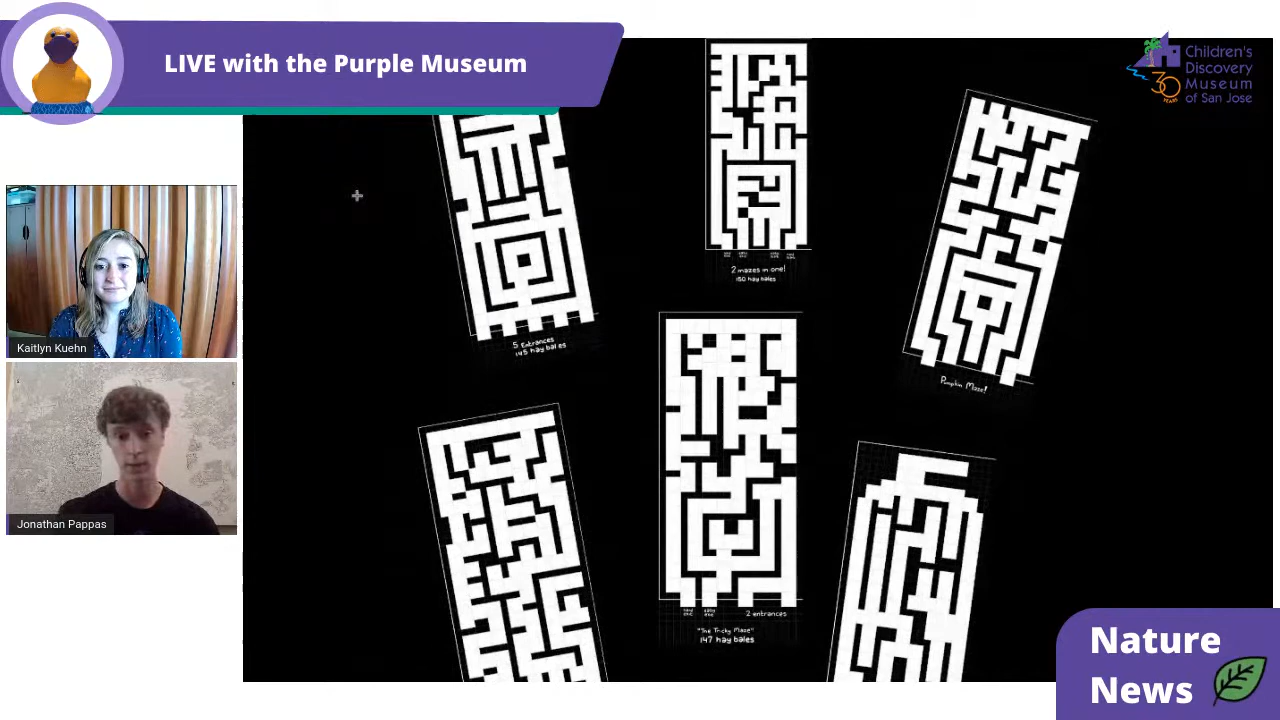 LIVE with the Purple Museum
Children's
Discovery
Museum
of San Jose
30
YEARS
2 mazes in one!
150 hay bales
5 Entrances
145 hay bales
Pumpkin Maze!
Kaitlyn Kuehn
Jonathan Pappas
2 entrances
"The Tricky Maze"
147 hay bales
Nature
News